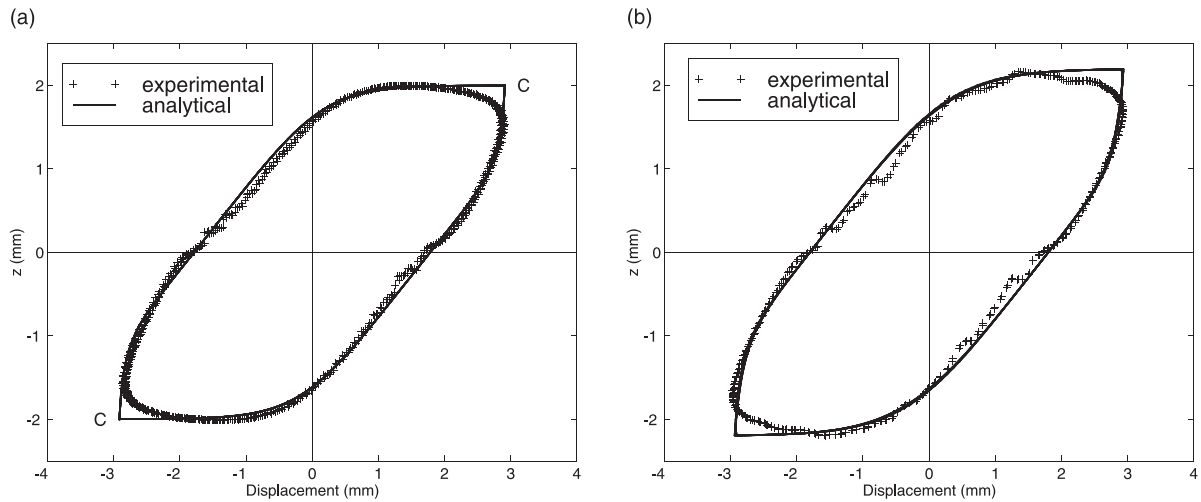 (a)
2
1
0
-1
-2
z (mm)
experimental
analytical
C
C
-4
-3
-2
-1
0
1
2
3
4
Displacement (mm)
(b)
2
1
0
-1
-2
z (mm)
experimental
analytical
-4
-3
-2
-1
0
1
2
3
4
Displacement (mm)